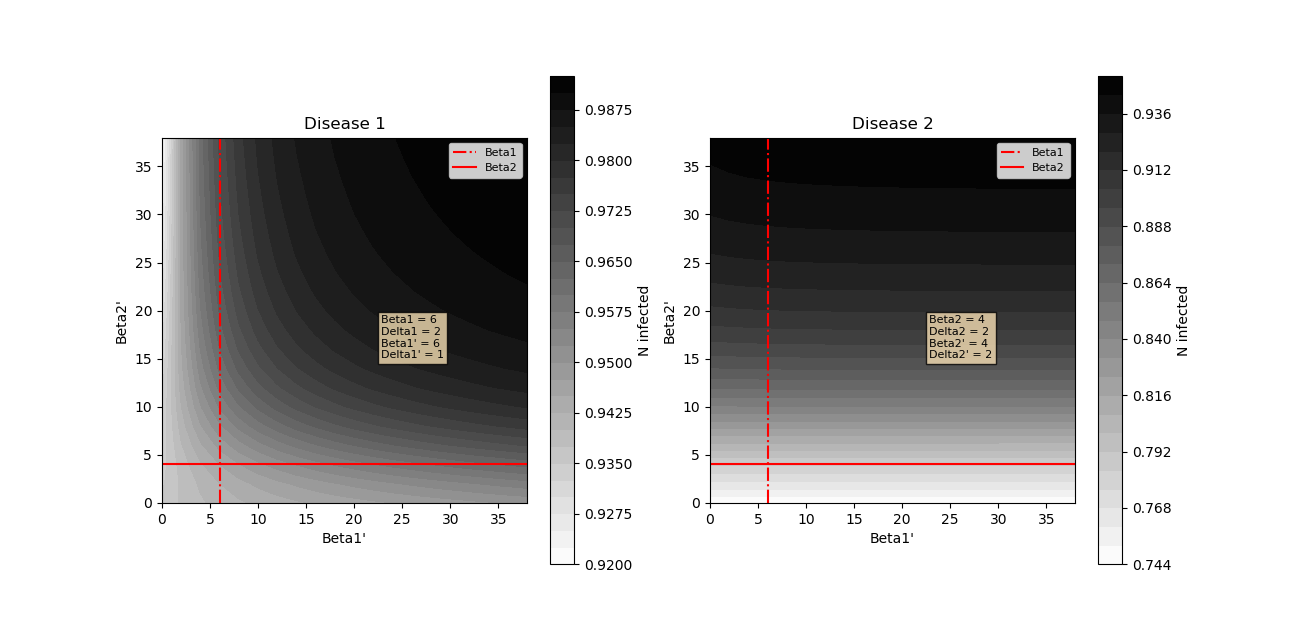 Disease 1
35
30
25
20
15
10
5
0
Beta2'
0 5 10 15 20 25 30 35
Beta1'
Beta1
Beta2
Beta1 = 6
Delta1 = 2
Beta1' = 6
Delta1' = 1
0.9875
0.9800
0.9725
0.9650
0.9575
0.9500
0.9425
0.9350
0.9275
0.9200
N infected
Disease 2
35
30
25
20
15
10
5
0
Beta2'
0 5 10 15 20 25 30 35
Beta1'
Beta1
Beta2
Beta2 = 4
Delta2 = 2
Beta2' = 4
Delta2' = 2
0.936
0.912
0.888
0.864
0.840
0.816
0.792
0.768
0.744
N infected